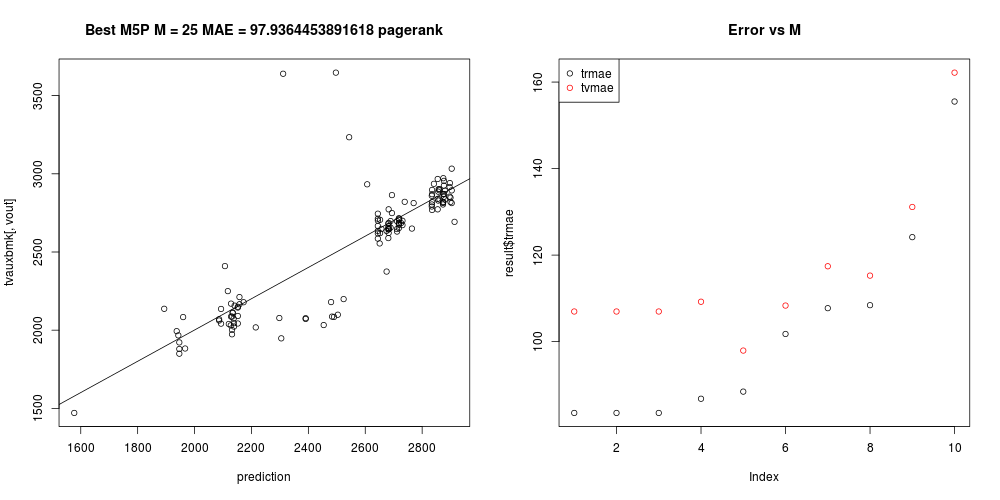 Best M5P M = 25 MAE = 97.9364453891618 pagerank
tvauxbmk[, vout]
3500
3000
2500
2000
1500
1600 1800 2000 2200 2400 2600 2800
prediction
Error vs M
trmae
tvmae
result$trmae
160
140
120
100
2 4 6 8 10
Index